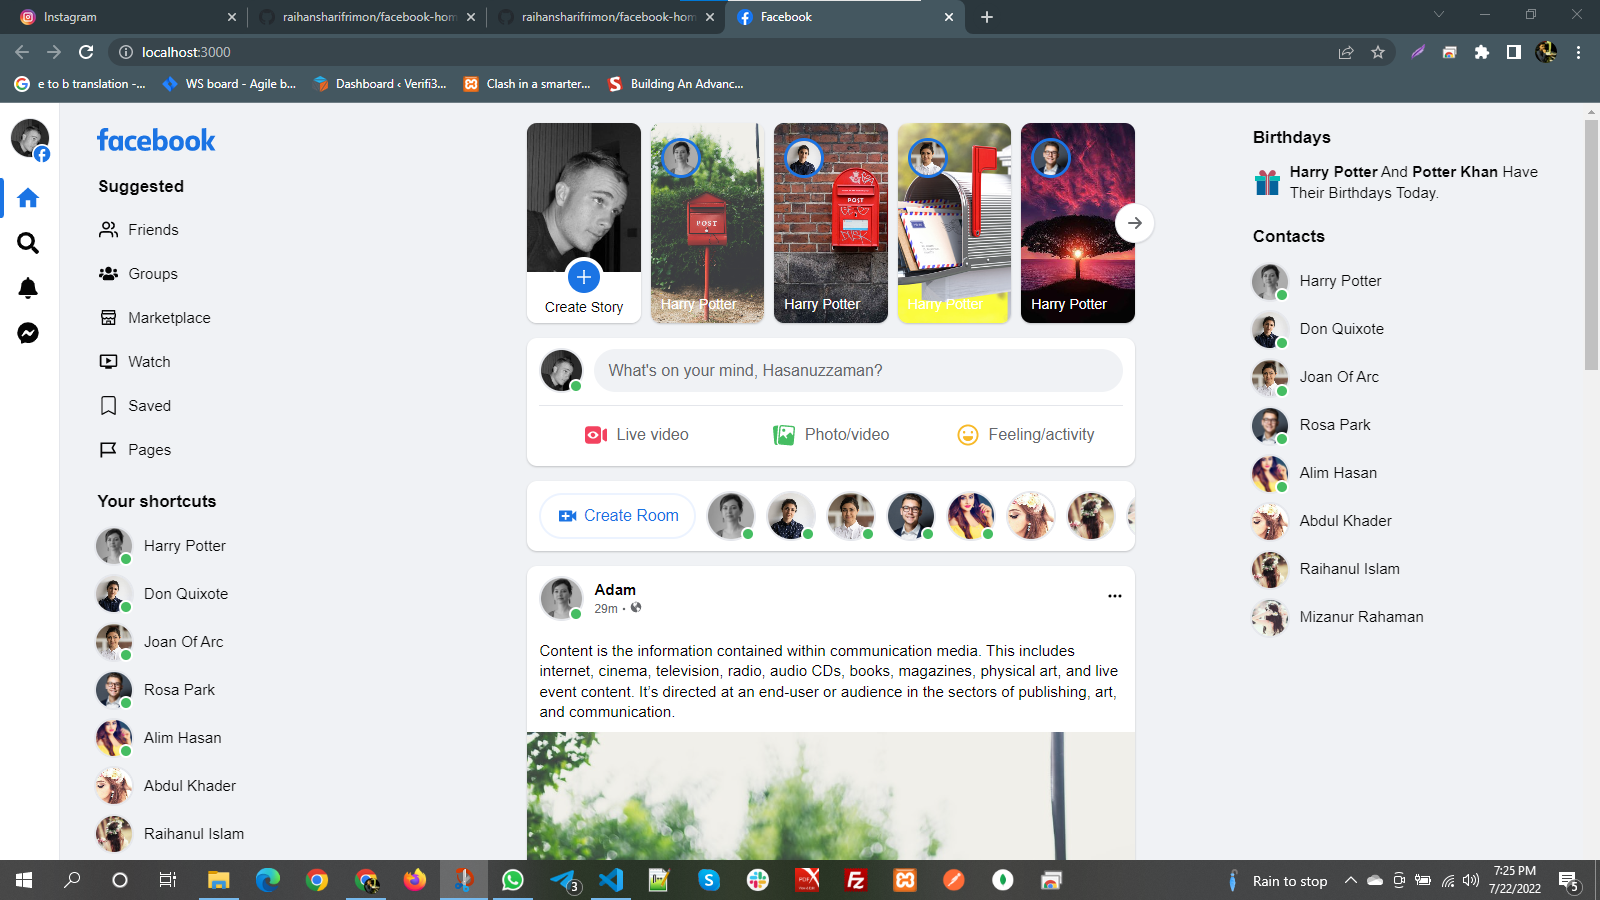 Instagram
raihansharifrimon/facebook-hom
raihansharifrimon/facebook-hom
Facebook
localhost:3000
e to b translation -...
WS board - Agile b...
Dashboard ‹ Verifi3...
Clash in a smarter...
Building An Advanc...
facebook
Suggested
Friends
Groups
Marketplace
Watch
Saved
Pages
Your shortcuts
Harry Potter
Don Quixote
Joan Of Arc
Rosa Park
Alim Hasan
Abdul Khader
Raihanul Islam
Create Story
POST
Harry Potter
POST
Harry Potter
Harry Potter
Harry Potter
What's on your mind, Hasanuzzaman?
Live video
Photo/video
Feeling/activity
Create Room
Adam
29m •
Content is the information contained within communication media. This includes
internet, cinema, television, radio, audio CDs, books, magazines, physical art, and live
event content. It’s directed at an end-user or audience in the sectors of publishing, art,
and communication.
Birthdays
Harry Potter And Potter Khan Have
Their Birthdays Today.
Contacts
Harry Potter
Don Quixote
Joan Of Arc
Rosa Park
Alim Hasan
Abdul Khader
Raihanul Islam
Mizanur Rahaman
3
Rain to stop
7:25 PM
7/22/2022
5